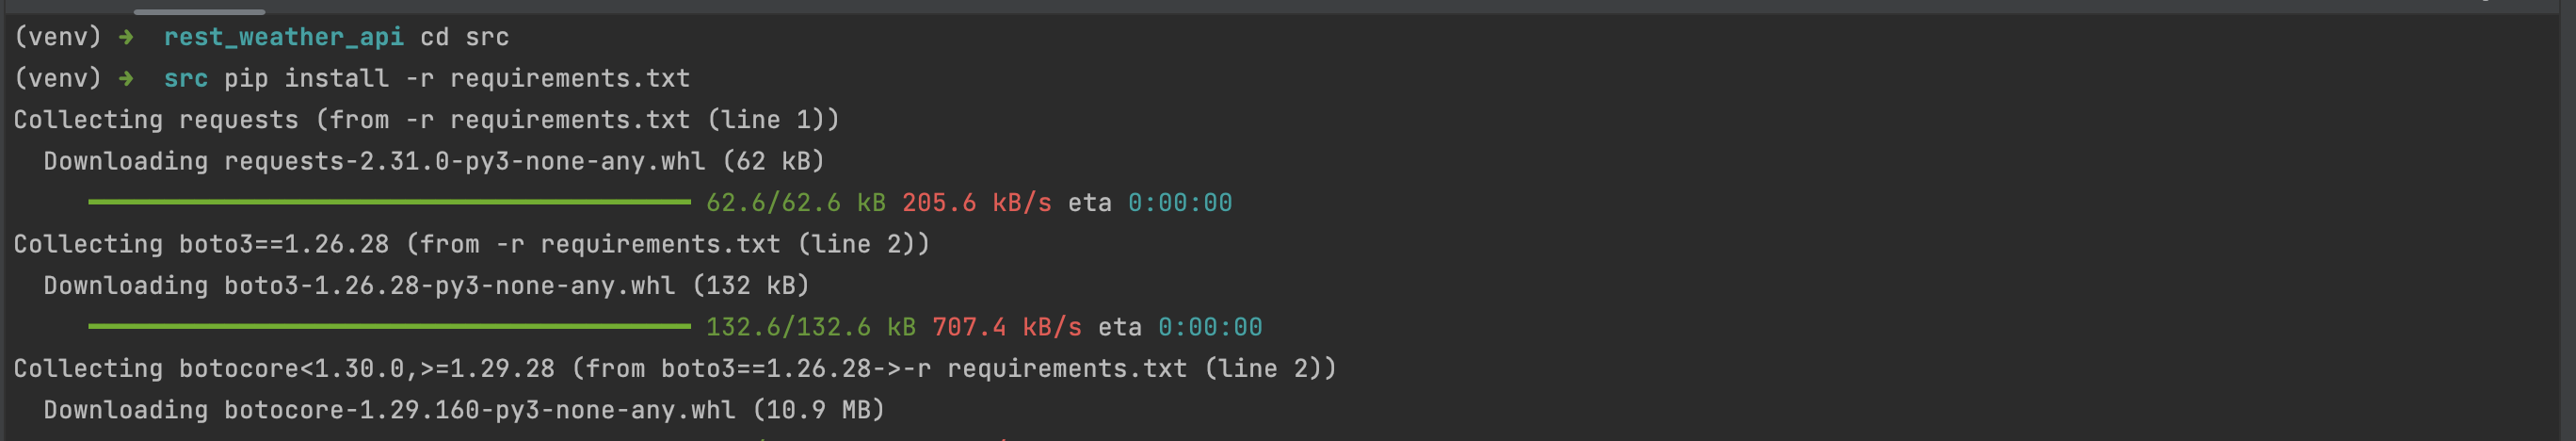 (venv) ➜  rest_weather_api cd src
(venv) ➜  src pip install -r requirements.txt
Collecting requests (from -r requirements.txt (line 1))
  Downloading requests-2.31.0-py3-none-any.whl (62 kB)
62.6/62.6 kB 205.6 kB/s eta 0:00:00
Collecting boto3==1.26.28 (from -r requirements.txt (line 2))
  Downloading boto3-1.26.28-py3-none-any.whl (132 kB)
132.6/132.6 kB 707.4 kB/s eta 0:00:00
Collecting botocore<1.30.0,>=1.29.28 (from boto3==1.26.28->-r requirements.txt (line 2))
  Downloading botocore-1.29.160-py3-none-any.whl (10.9 MB)